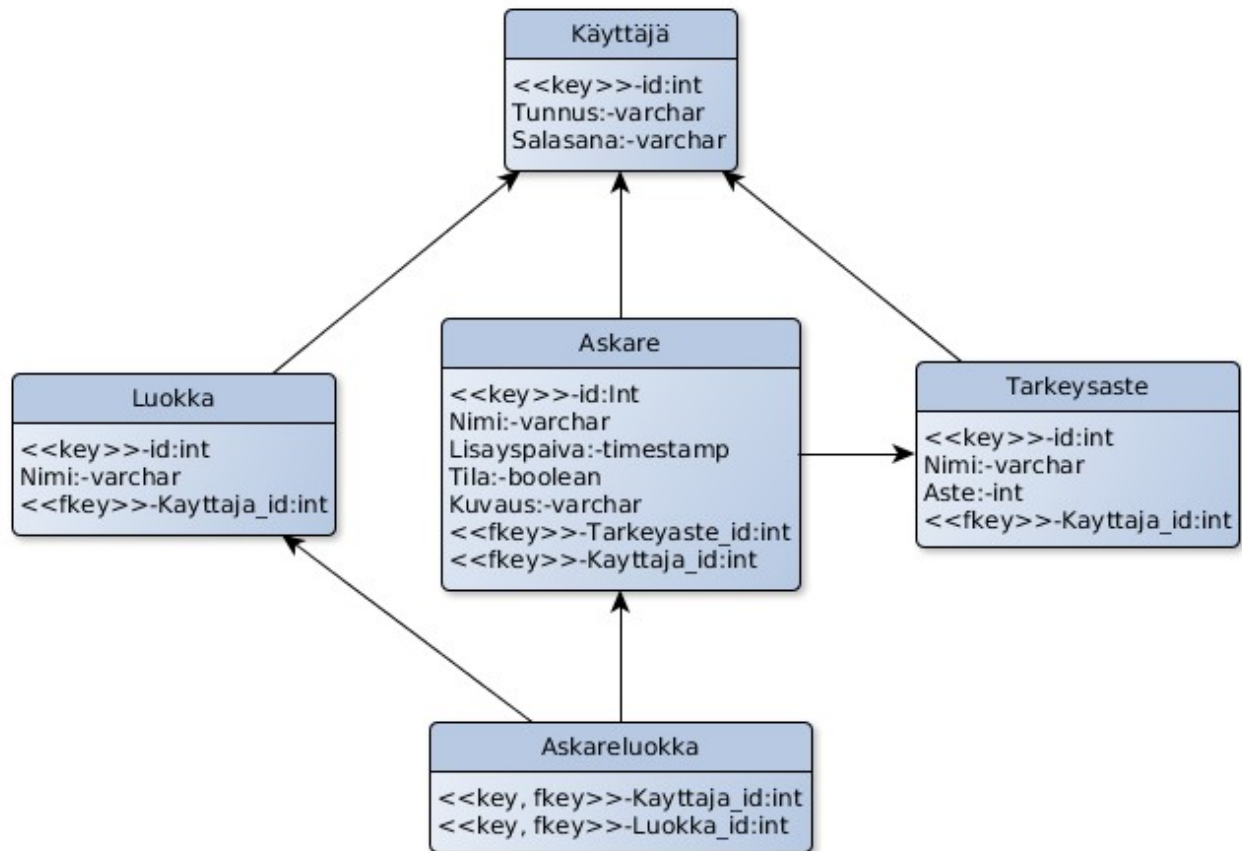 Käyttäjä
<<key>>-id:int
Tunnus:-varchar
Salasana:-varchar
Luokka
<<key>>-id:int
Nimi:-varchar
<<fkey>>-Kayttaja_id:int
Askare
<<key>>-id:Int
Nimi:-varchar
Lisayspaiva:-timestamp
Tila:-boolean
Kuvaus:-varchar
<<fkey>>-Tarkeyaste_id:int
<<fkey>>-Kayttaja_id:int
Tarkeysaste
<<key>>-id:int
Nimi:-varchar
Aste:-int
<<fkey>>-Kayttaja_id:int
Askareluokka
<<key, fkey>>-Kayttaja_id:int
<<key, fkey>>-Luokka_id:int